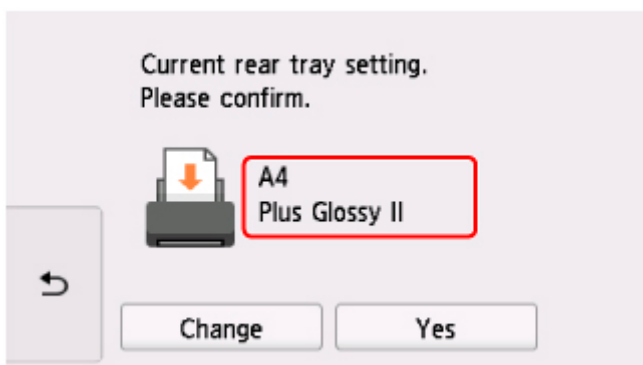 Current rear tray setting.
Please confirm.
A4
Plus Glossy II
Change
Yes